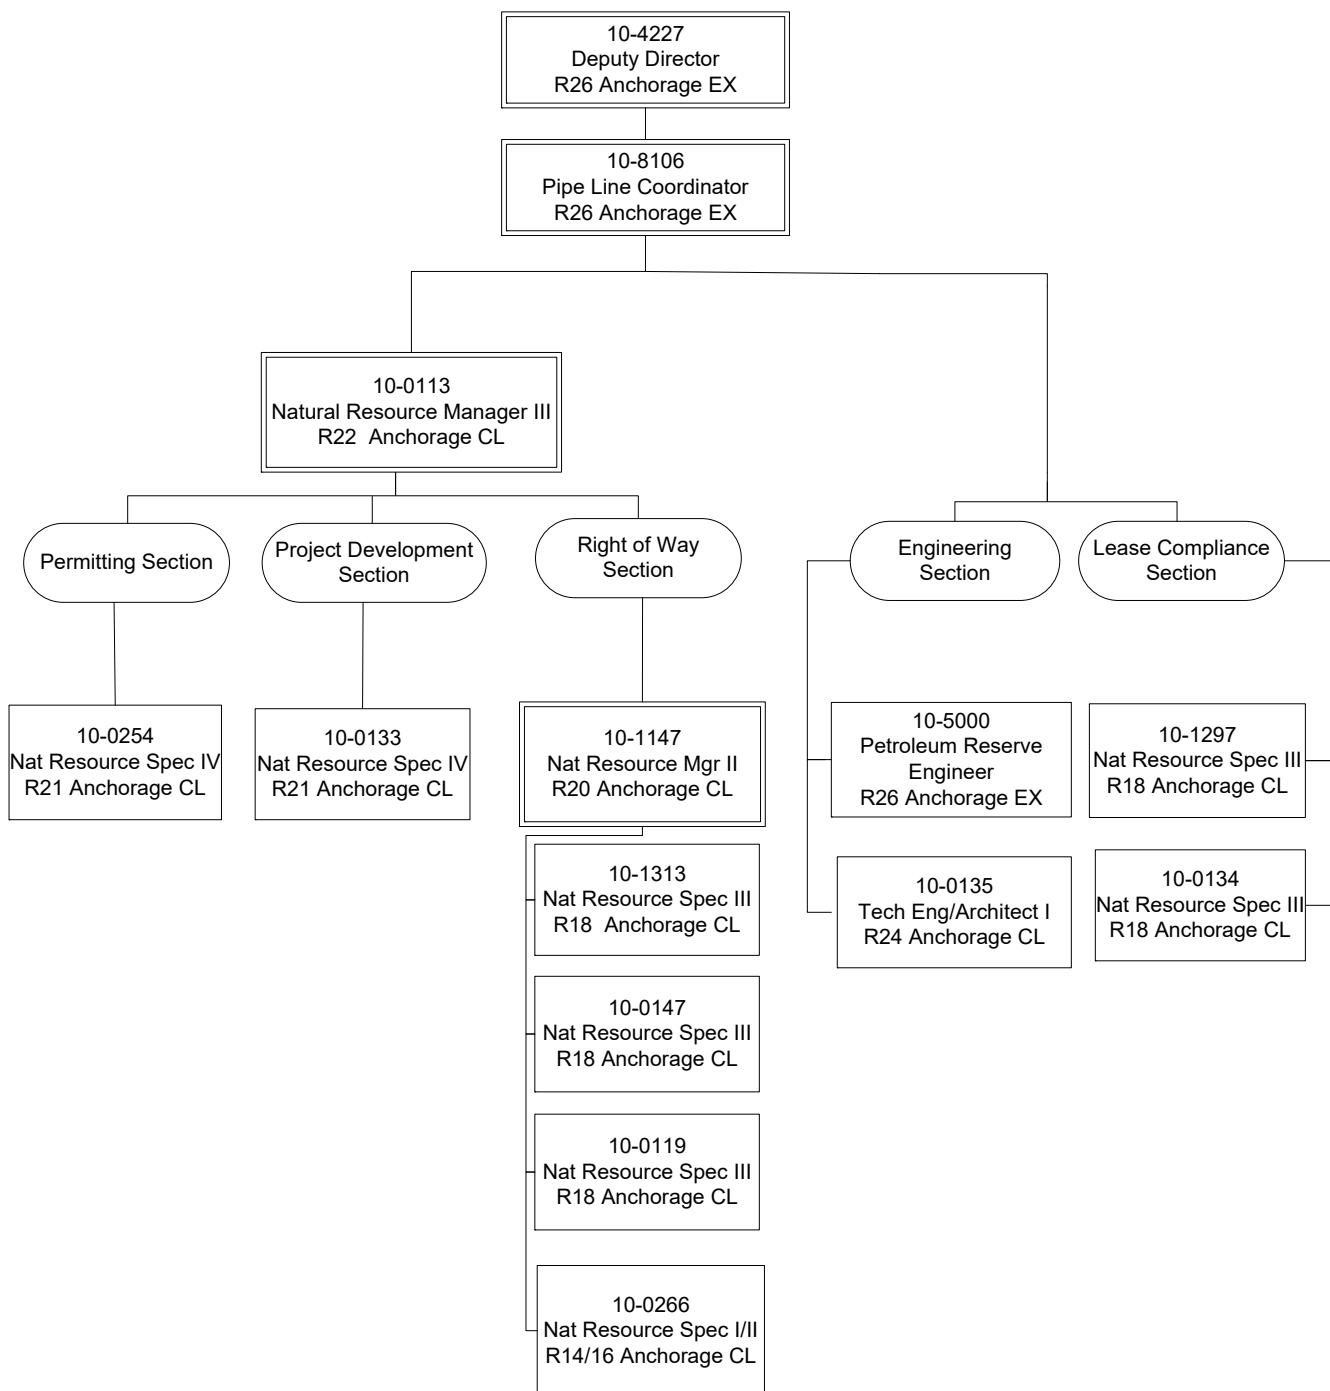 10-4227
Deputy Director
R26 Anchorage EX
10-8106
Pipe Line Coordinator
R26 Anchorage EX
10-0113
Natural Resource Manager III
R22  Anchorage CL
Permitting Section
Project Development
Section
Right of Way
Section
Engineering
Section
Lease Compliance
Section
10-0254
Nat Resource Spec IV
R21 Anchorage CL
10-0133
Nat Resource Spec IV
R21 Anchorage CL
10-1147
Nat Resource Mgr II
R20 Anchorage CL
10-5000
Petroleum Reserve
Engineer
R26 Anchorage EX
10-1297
Nat Resource Spec III
R18 Anchorage CL
10-1313
Nat Resource Spec III
R18  Anchorage CL
10-0135
Tech Eng/Architect I
R24 Anchorage CL
10-0134
Nat Resource Spec III
R18 Anchorage CL
10-0147
Nat Resource Spec III
R18 Anchorage CL
10-0119
Nat Resource Spec III
R18 Anchorage CL
10-0266
Nat Resource Spec I/II
R14/16 Anchorage CL